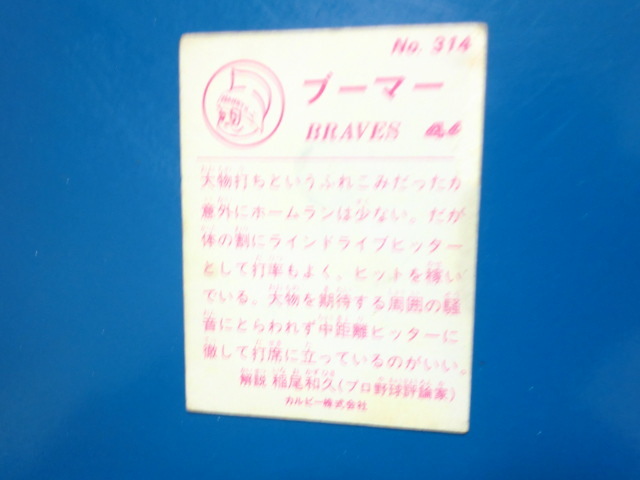 No. 314
ブーマー
BRAVES 44
大物打ちというふれこみだったが
意外にホームランは少ない。だが
体の割にラインドライブヒッター
として打率もよく、ヒットを稼い
でいる。大物を期待する周囲の騒
音にとらわれず中距離ヒッターに
徹して打席に立っているのがいい。
解説 稲尾和久(プロ野球評論家)
カルビー株式会社